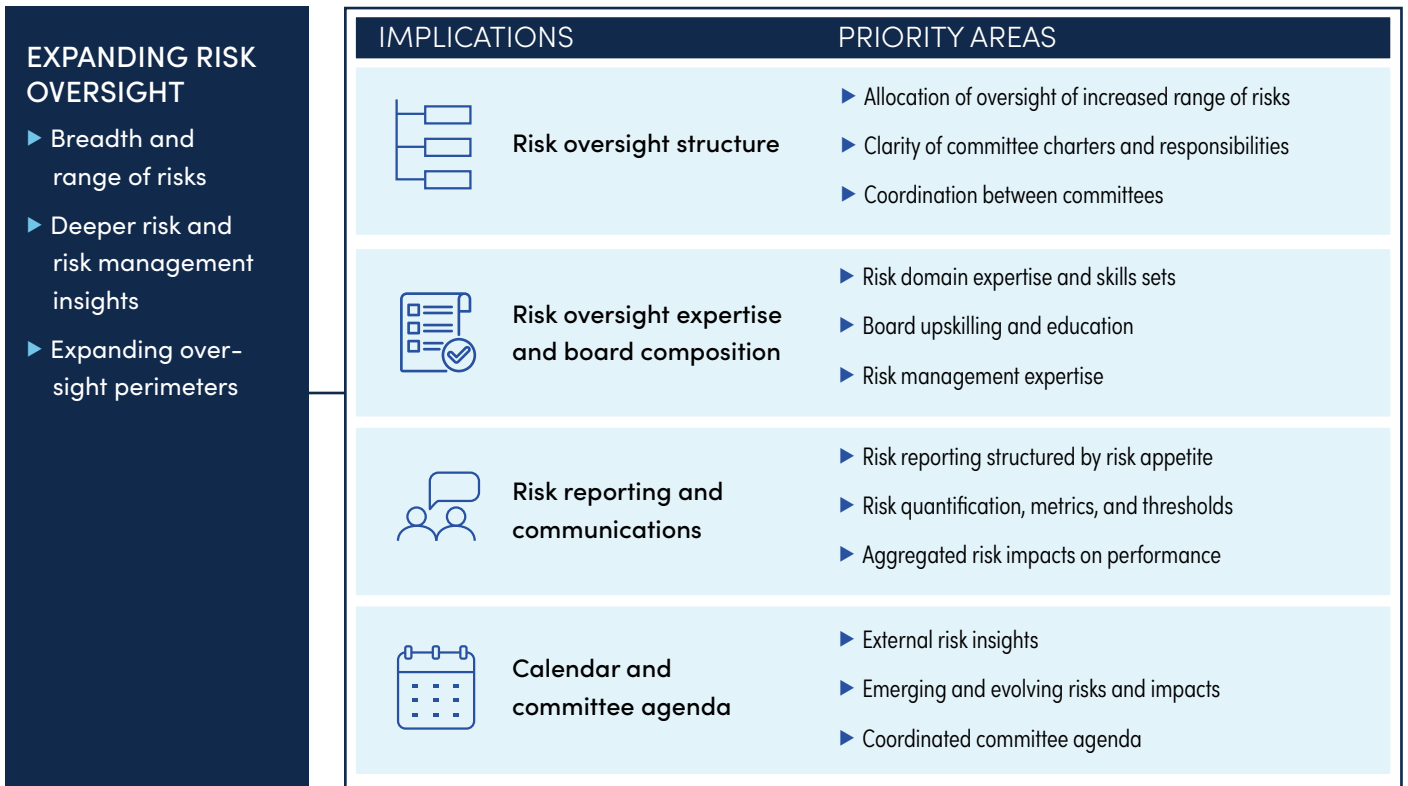 EXPANDING RISK
OVERSIGHT
▶ Breadth and
range of risks
▶ Deeper risk and
risk management
insights
▶ Expanding over-
sight perimeters
IMPLICATIONS
PRIORITY AREAS
Risk oversight structure
▶ Allocation of oversight of increased range of risks
▶ Clarity of committee charters and responsibilities
▶ Coordination between committees
Risk oversight expertise
and board composition
▶ Risk domain expertise and skills sets
▶ Board upskilling and education
▶ Risk management expertise
Risk reporting and
communications
▶ Risk reporting structured by risk appetite
▶ Risk quantification, metrics, and thresholds
▶ Aggregated risk impacts on performance
Calendar and
committee agenda
▶ External risk insights
▶ Emerging and evolving risks and impacts
▶ Coordinated committee agenda